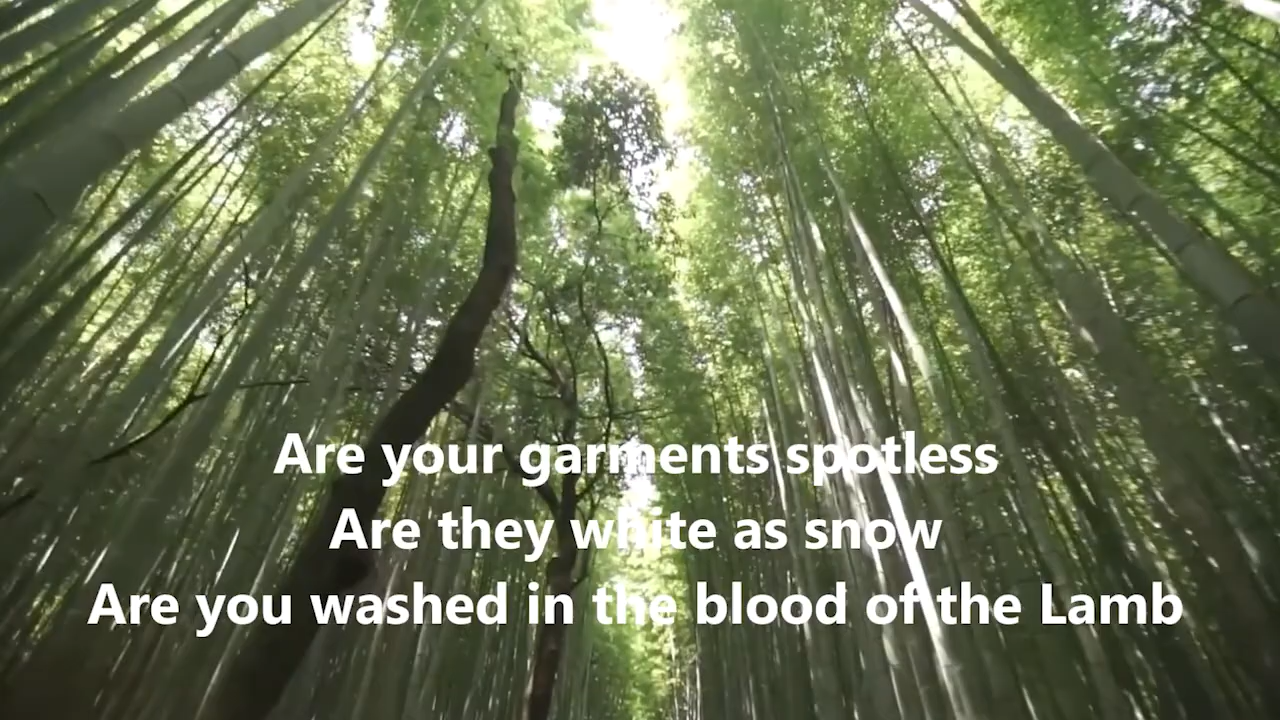 Are your garments spotless
Are they white as snow
Are you washed in the blood of the Lamb